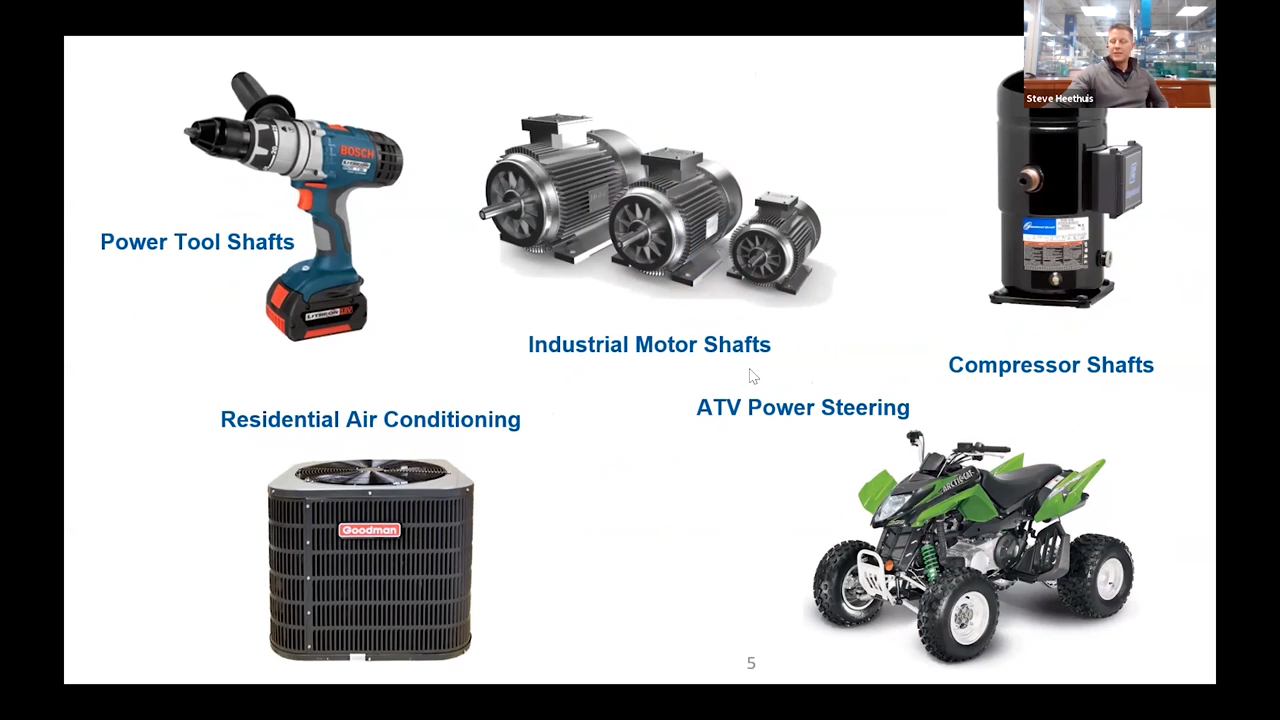 Steve Heethuis
BOSCH
Power Tool Shafts
Industrial Motor Shafts
Compressor Shafts
ATV Power Steering
Residential Air Conditioning
ARCTIC CAT
Goodman
5